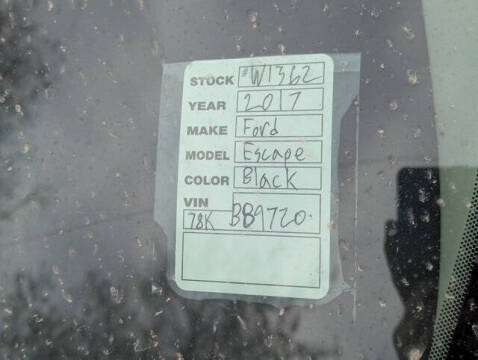 STOCK #W1362
YEAR 2017
MAKE Ford
MODEL Escape
COLOR Black
VIN
78K BB9720.